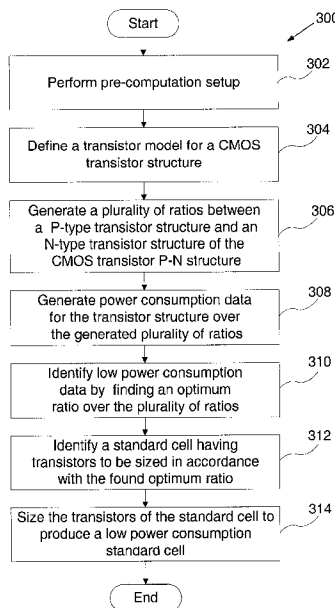 Start
300
Perform pre-computation setup
302
Define a transistor model for a CMOS
transistor structure
304
Generate a plurality of ratios between
a P-type transistor structure and an
N-type transistor structure of the
CMOS transistor P-N structure
306
Generate power consumption data
for the transistor structure over
the generated plurality of ratios
308
Identify low power consumption
data by finding an optimum
ratio over the plurality of ratios
310
Identify a standard cell having
transistors to be sized in accordance
with the found optimum ratio
312
Size the transistors of the standard cell to
produce a low power consumption
standard cell
314
End